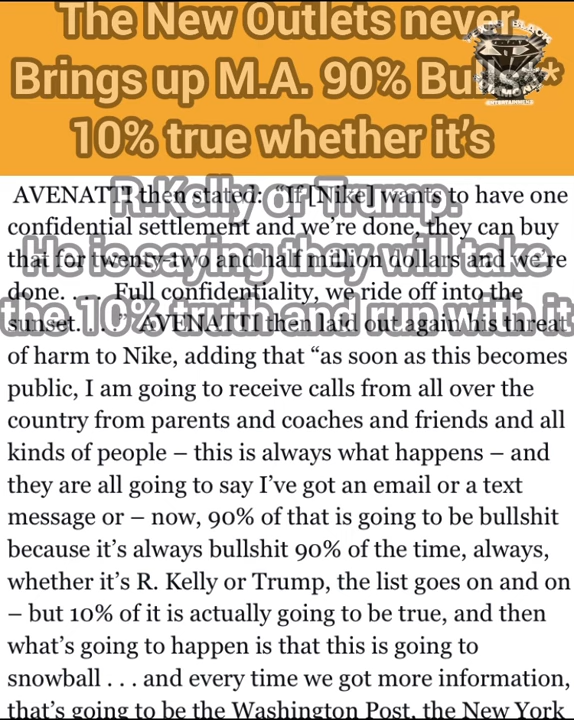 The New Outlets never
Brings up M.A. 90% Bulls**
10% true whether it's
R.Kelly or Trump.
He is saying they will take
the 10% truth and run with it
BLACK
DIAMOND
ENTERTAINMENT
AVENATTI then stated: “If [Nike] wants to have one
confidential settlement and we’re done, they can buy
that for twenty-two and half million dollars and we’re
done. . . . Full confidentiality, we ride off into the
sunset. . .” AVENATTI then laid out again his threat
of harm to Nike, adding that “as soon as this becomes
public, I am going to receive calls from all over the
country from parents and coaches and friends and all
kinds of people – this is always what happens – and
they are all going to say I’ve got an email or a text
message or – now, 90% of that is going to be bullshit
because it’s always bullshit 90% of the time, always,
whether it’s R. Kelly or Trump, the list goes on and on
– but 10% of it is actually going to be true, and then
what’s going to happen is that this is going to
snowball . . . and every time we got more information,
that’s going to be the Washington Post, the New York